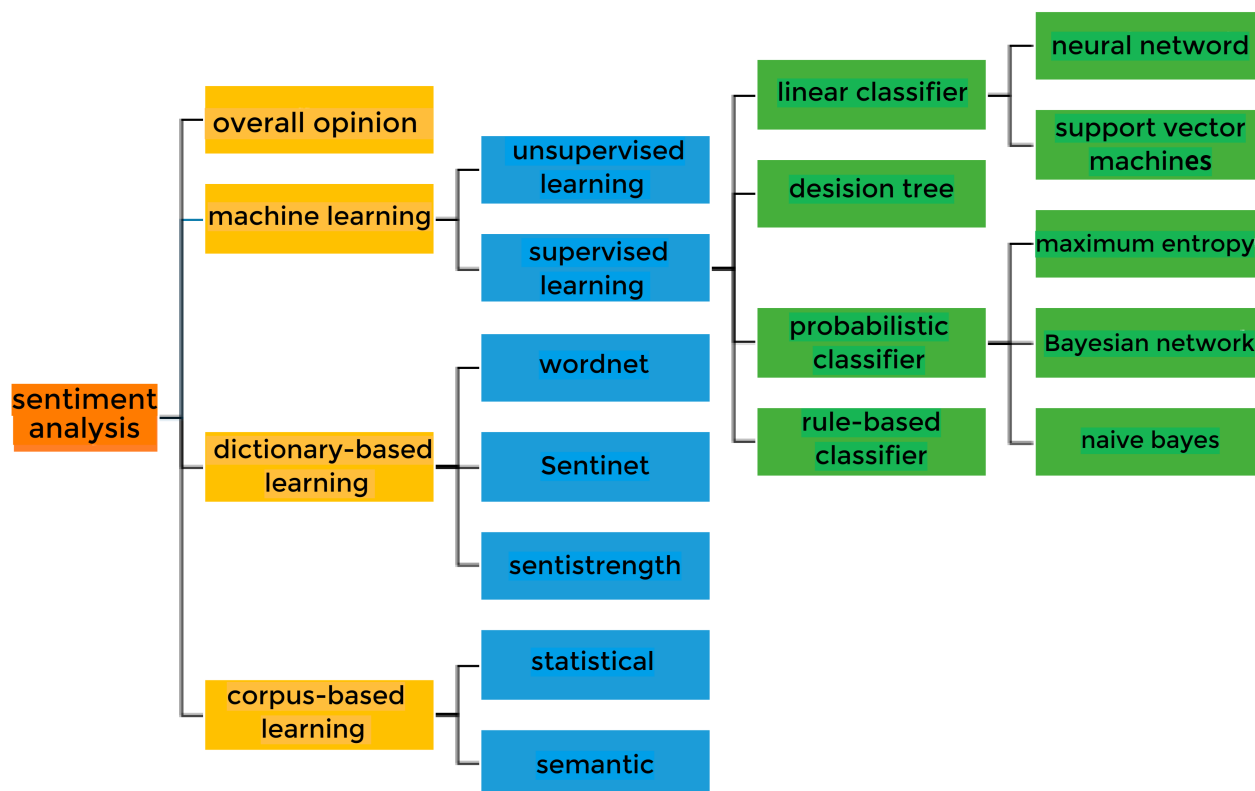 sentiment
analysis
overall opinion
machine learning
dictionary-based
learning
corpus-based
learning
unsupervised
learning
supervised
learning
wordnet
Sentinet
sentistrength
statistical
semantic
linear classifier
desision tree
probabilistic
classifier
rule-based
classifier
neural netword
support vector
machines
maximum entropy
Bayesian network
naive bayes